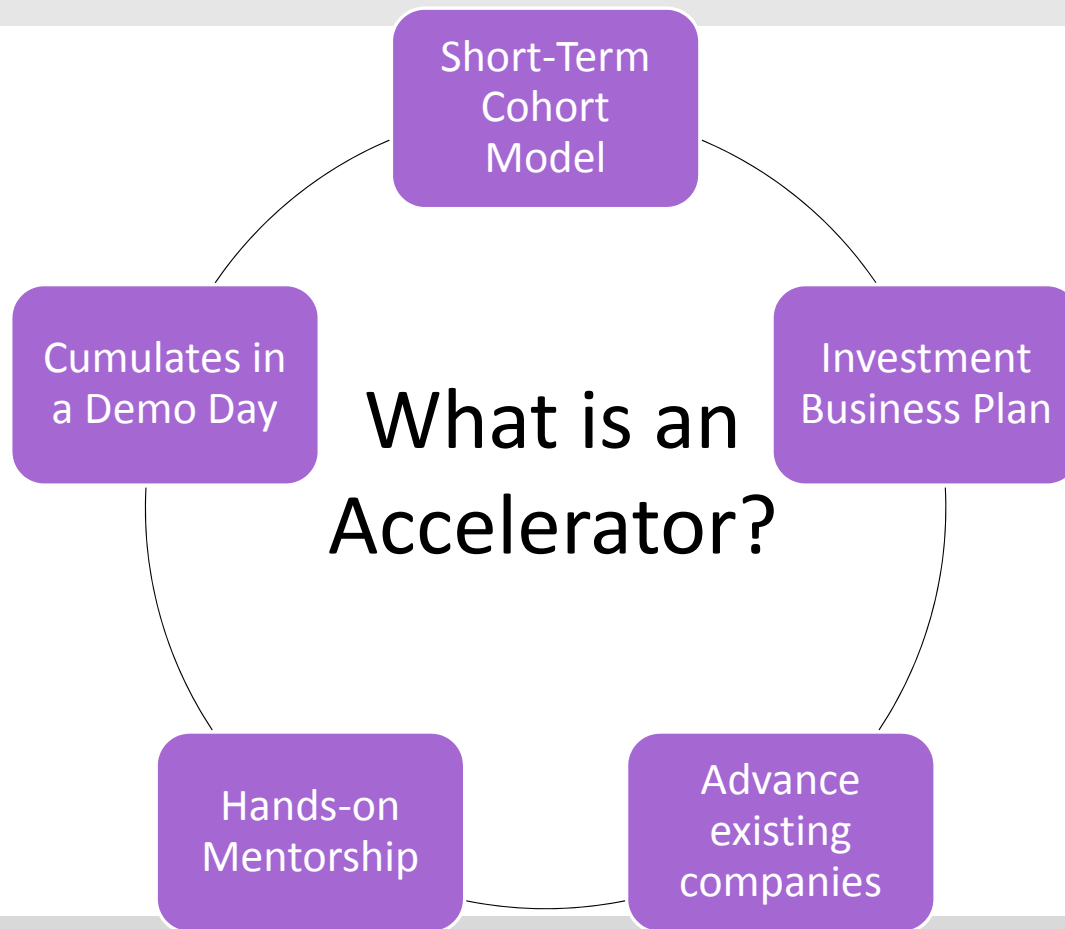 Short-Term
Cohort
Model
Investment
Business Plan
Advance
existing
companies
Hands-on
Mentorship
Cumulates in
a Demo Day
What is an
Accelerator?